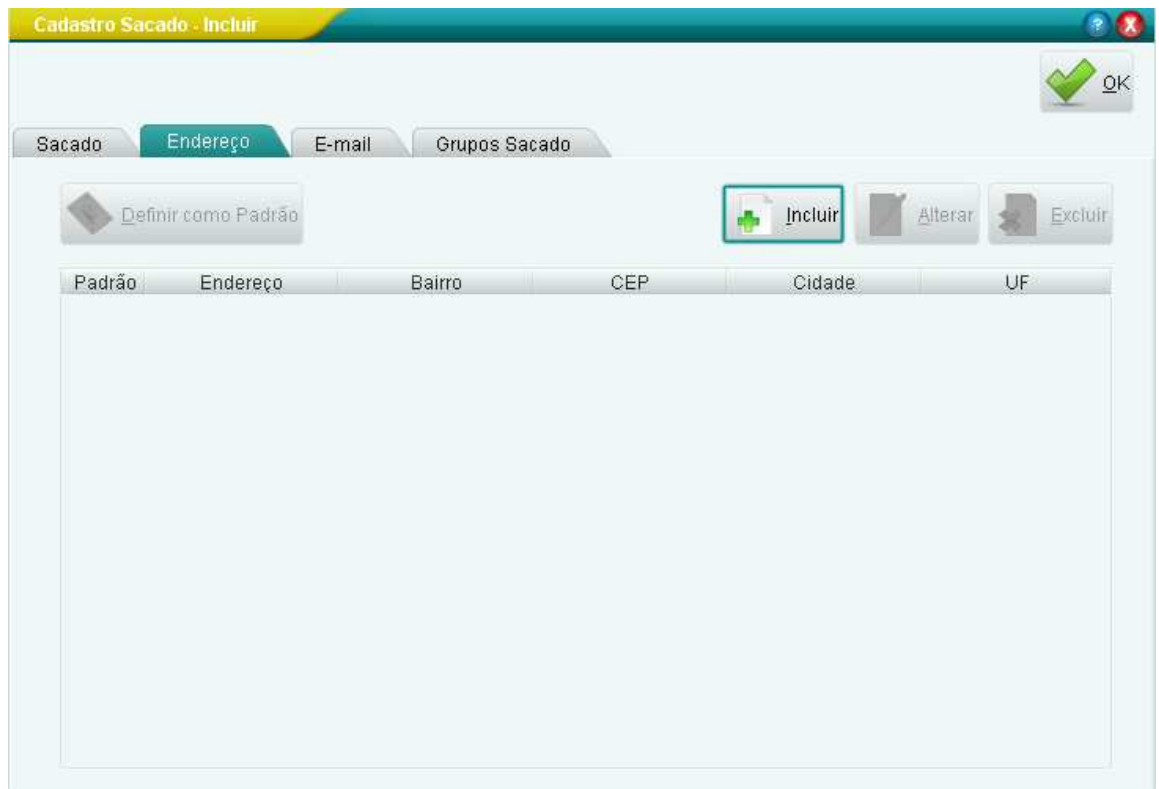 Cadastro Sacado - Incluir
?
X
OK
Sacado Endereço E-mail Grupos Sacado
Definir como Padrão Incluir Alterar Excluir
Padrão Endereço Bairro CEP Cidade UF